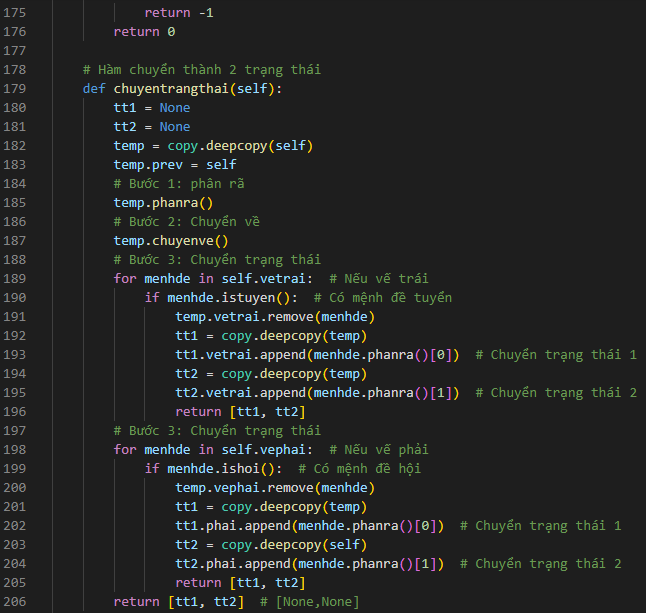 175                 return -1
176             return 0
177
178         # Hàm chuyển thành 2 trạng thái
179         def chuyentrangthai(self):
180             tt1 = None
181             tt2 = None
182             temp = copy.deepcopy(self)
183             temp.prev = self
184             # Bước 1: phân rã
185             temp.phanra()
186             # Bước 2: Chuyển về
187             temp.chuyenve()
188             # Bước 3: Chuyển trạng thái
189             for menhde in self.vetrai:  # Nếu vế trái
190                 if menhde.istuyen():  # Có mệnh đề tuyển
191                     temp.vetrai.remove(menhde)
192                     tt1 = copy.deepcopy(temp)
193                     tt1.vetrai.append(menhde.phanra()[0])  # Chuyển trạng thái 1
194                     tt2 = copy.deepcopy(temp)
195                     tt2.vetrai.append(menhde.phanra()[1])  # Chuyển trạng thái 2
196                     return [tt1, tt2]
197             # Bước 3: Chuyển trạng thái
198             for menhde in self.vephai:  # Nếu vế phải
199                 if menhde.ishoi():  # Có mệnh đề hội
200                     temp.vephai.remove(menhde)
201                     tt1 = copy.deepcopy(temp)
202                     tt1.phai.append(menhde.phanra()[0])  # Chuyển trạng thái 1
203                     tt2 = copy.deepcopy(self)
204                     tt2.phai.append(menhde.phanra()[1])  # Chuyển trạng thái 2
205                     return [tt1, tt2]
206             return [tt1, tt2]  # [None,None]